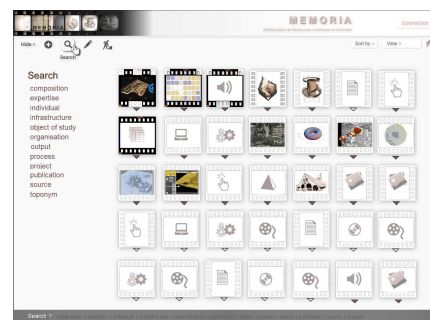 MEMORIA
MEMORIA
Connection
Hide >
Search
Sort by >
View >
Search
composition
expertise
individual
infrastructure
object of study
organisation
output
process
project
publication
source
toponym
Search >